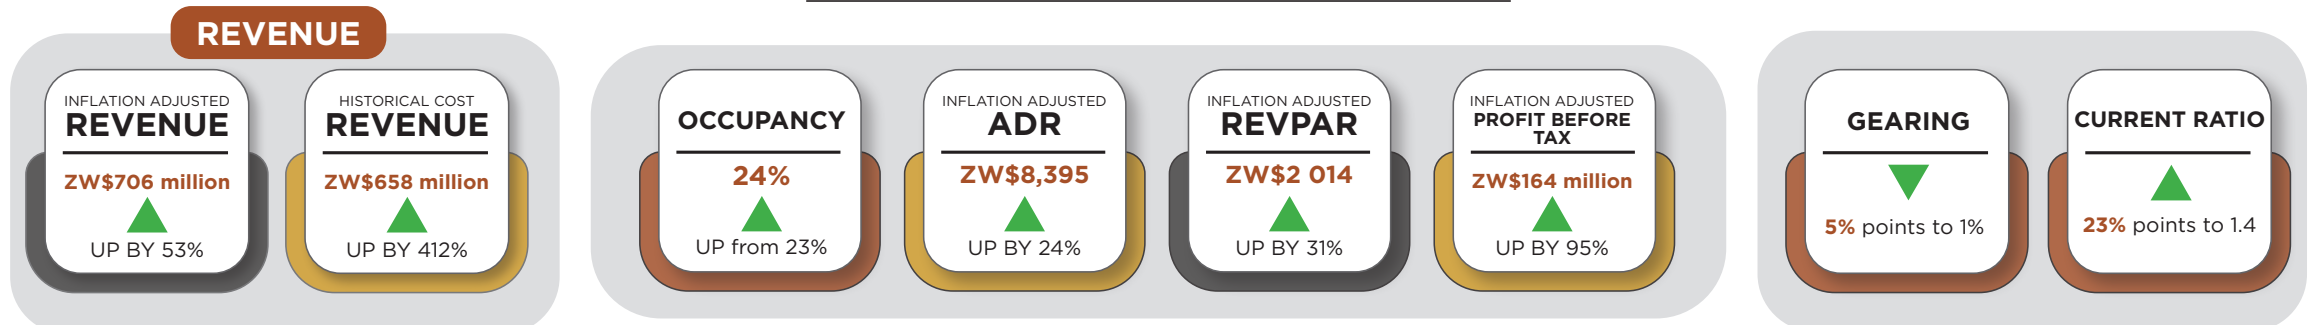 REVENUE
INFLATION ADJUSTED
REVENUE
ZW$706 million
UP BY 53%
HISTORICAL COST
REVENUE
ZW$658 million
UP BY 412%
OCCUPANCY
24%
UP from 23%
INFLATION ADJUSTED
ADR
ZW$8,395
UP BY 24%
INFLATION ADJUSTED
REVPAR
ZW$2 014
UP BY 31%
INFLATION ADJUSTED
PROFIT BEFORE
TAX
ZW$164 million
UP BY 95%
GEARING
5% points to 1%
CURRENT RATIO
23% points to 1.4